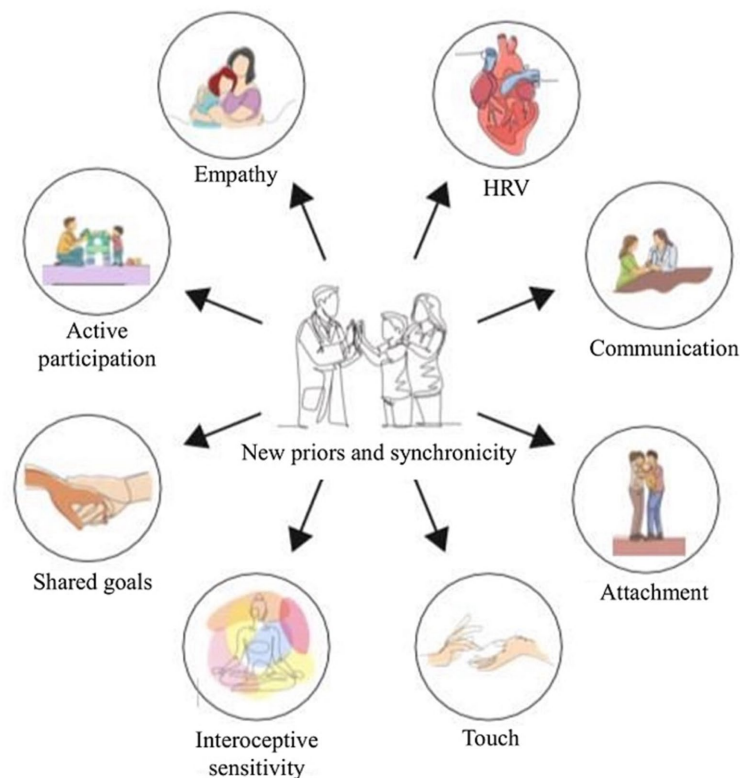 Empathy
HRV
Active
participation
Communication
New priors and synchronicity
Shared goals
Attachment
Interoceptive
sensitivity
Touch